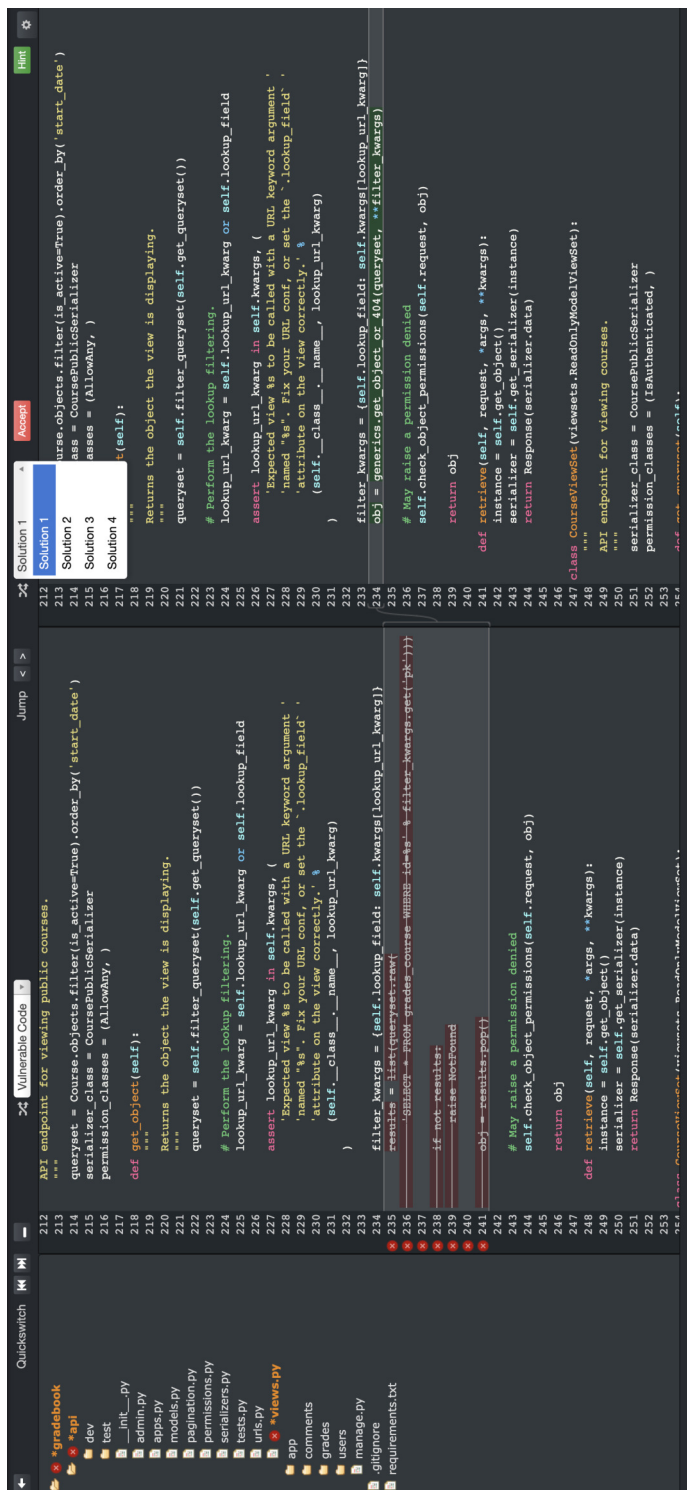 Quickswitch
Vulnerable Code
Jump
< >
Solution 1
Accept
Hint
Solution 1
Solution 2
Solution 3
Solution 4
*gradebook
*api
dev
test
__init__.py
admin.py
apps.py
models.py
pagination.py
permissions.py
serializers.py
tests.py
urls.py
*views.py
app
comments
grades
users
manage.py
.gitignore
requirements.txt
212 API endpoint for viewing public courses.
213 """
214 queryset = Course.objects.filter(is_active=True).order_by('start_date')
215 serializer_class = CoursePublicSerializer
216 permission_classes = (AllowAny, )
217
218 def get_object(self):
219 """
220 Returns the object the view is displaying.
221 """
222 queryset = self.filter_queryset(self.get_queryset())
223
224 # Perform the lookup filtering.
225 lookup_url_kwarg = self.lookup_url_kwarg or self.lookup_field
226
227 assert lookup_url_kwarg in self.kwargs, (
228 'Expected view %s to be called with a URL keyword argument '
229 'named "%s". Fix your URL conf, or set the `.lookup_field` '
230 'attribute on the view correctly.' %
231 (self.__class__.__name__, lookup_url_kwarg)
232 )
233
234 filter_kwargs = {self.lookup_field: self.kwargs[lookup_url_kwarg]}
235 results = list(queryset.raw(
236 'SELECT * FROM grades_course WHERE id=%s' % filter_kwargs.get('pk')))
237
238 if not results:
239 raise NotFound
240
241 obj = results.pop()
242
243 # May raise a permission denied
244 self.check_object_permissions(self.request, obj)
245
246 return obj
247
248 def retrieve(self, request, *args, **kwargs):
249 instance = self.get_object()
250 serializer = self.get_serializer(instance)
251 return Response(serializer.data)
252
253
254 class CourseViewSet(viewsets.ReadOnlyModelViewSet):
212
213 urse.objects.filter(is_active=True).order_by('start_date')
214 ass = CoursePublicSerializer
215 asses = (AllowAny, )
216
217 t(self):
218 """
219 Returns the object the view is displaying.
220 """
221 queryset = self.filter_queryset(self.get_queryset())
222
223 # Perform the lookup filtering.
224 lookup_url_kwarg = self.lookup_url_kwarg or self.lookup_field
225
226 assert lookup_url_kwarg in self.kwargs, (
227 'Expected view %s to be called with a URL keyword argument '
228 'named "%s". Fix your URL conf, or set the `.lookup_field` '
229 'attribute on the view correctly.' %
230 (self.__class__.__name__, lookup_url_kwarg)
231 )
232
233 filter_kwargs = {self.lookup_field: self.kwargs[lookup_url_kwarg]}
234 obj = generics.get_object_or_404(queryset, **filter_kwargs)
235
236 # May raise a permission denied
237 self.check_object_permissions(self.request, obj)
238
239 return obj
240
241 def retrieve(self, request, *args, **kwargs):
242 instance = self.get_object()
243 serializer = self.get_serializer(instance)
244 return Response(serializer.data)
245
246
247 class CourseViewSet(viewsets.ReadOnlyModelViewSet):
248 """
249 API endpoint for viewing courses.
250 """
251 serializer_class = CoursePublicSerializer
252 permission_classes = (IsAuthenticated, )
253
254 def get_queryset(self):